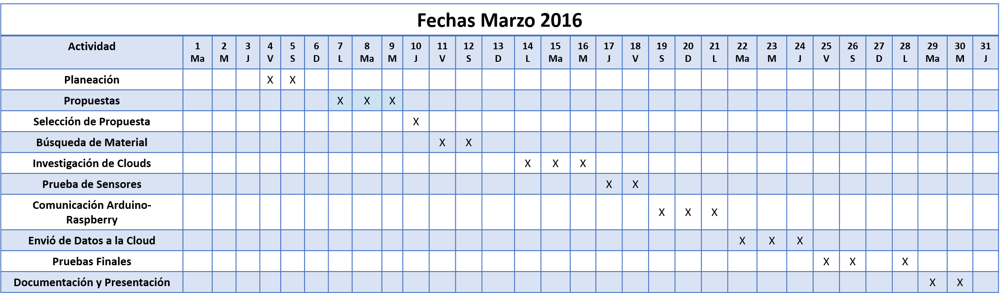 Fechas Marzo 2016
Actividad 1 2 3 4 5 6 7 8 9 10 11 12 13 14 15 16 17 18 19 20 21 22 23 24 25 26 27 28 29 30 31
Ma M J V S D L Ma M J V S D L Ma M J V S D L Ma M J V S D L Ma M J
Planeación X X
Propuestas X X X
Selección de Propuesta X
Búsqueda de Material X X
Investigación de Clouds X X X
Prueba de Sensores X X
Comunicación Arduino-
Raspberry X X X
Envió de Datos a la Cloud X X X
Pruebas Finales X X X
Documentación y Presentación X X